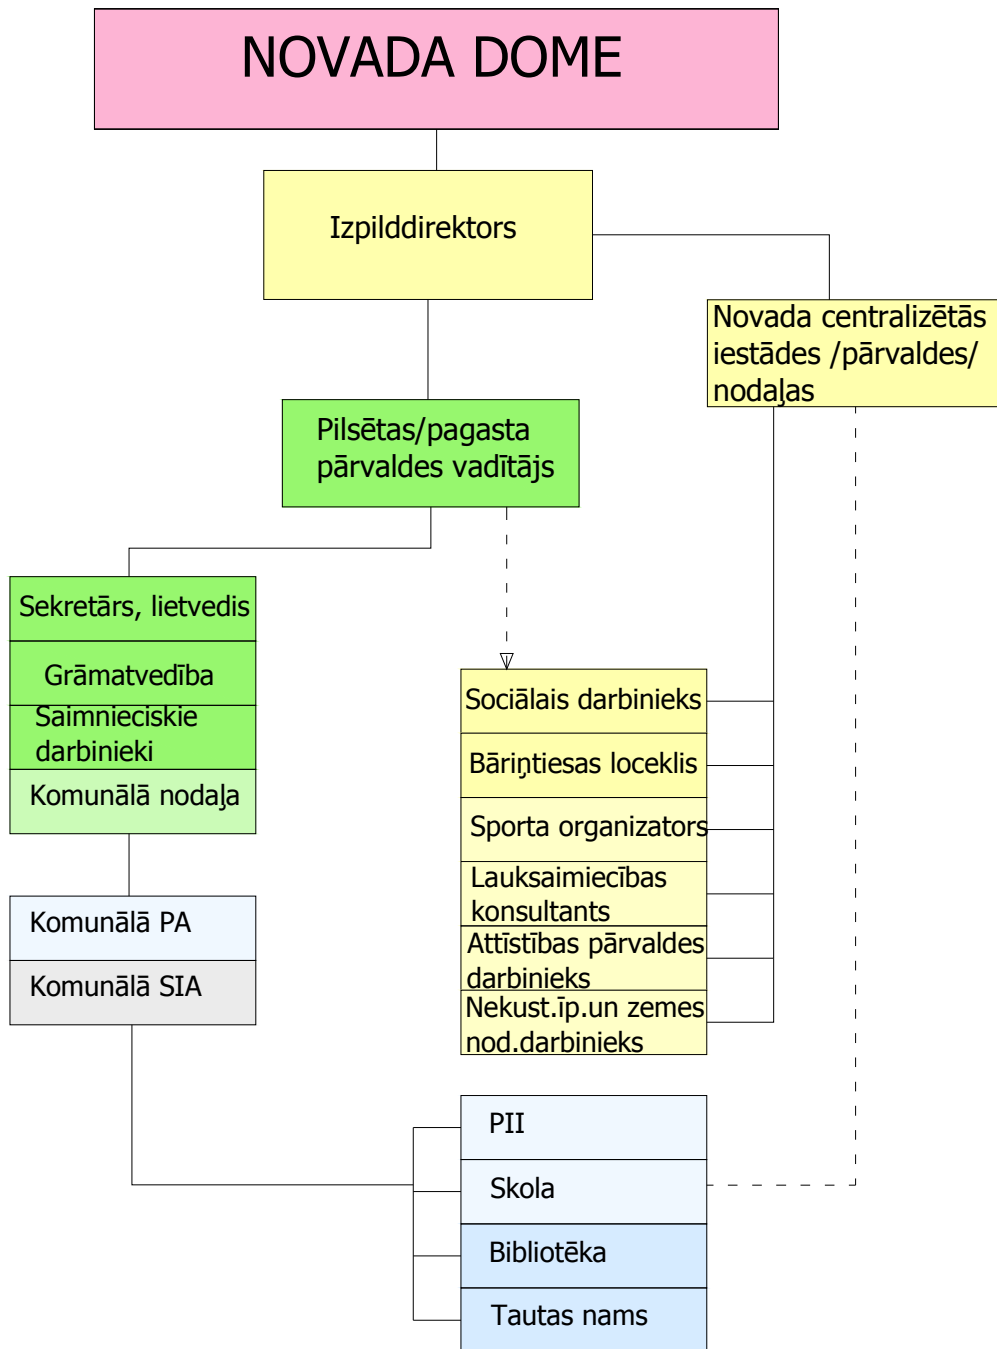 NOVADA DOME
Izpilddirektors
Novada centralizētās
iestādes /pārvaldes/
nodaļas
Pilsētas/pagasta
pārvaldes vadītājs
Sekretārs, lietvedis
Grāmatvedība
Saimnieciskie
darbinieki
Komunālā nodaļa
Komunālā PA
Komunālā SIA
Sociālais darbinieks
Bāriņtiesas loceklis
Sporta organizators
Lauksaimiecības
konsultants
Attīstības pārvaldes
darbinieks
Nekust.īp.un zemes
nod.darbinieks
PII
Skola
Bibliotēka
Tautas nams